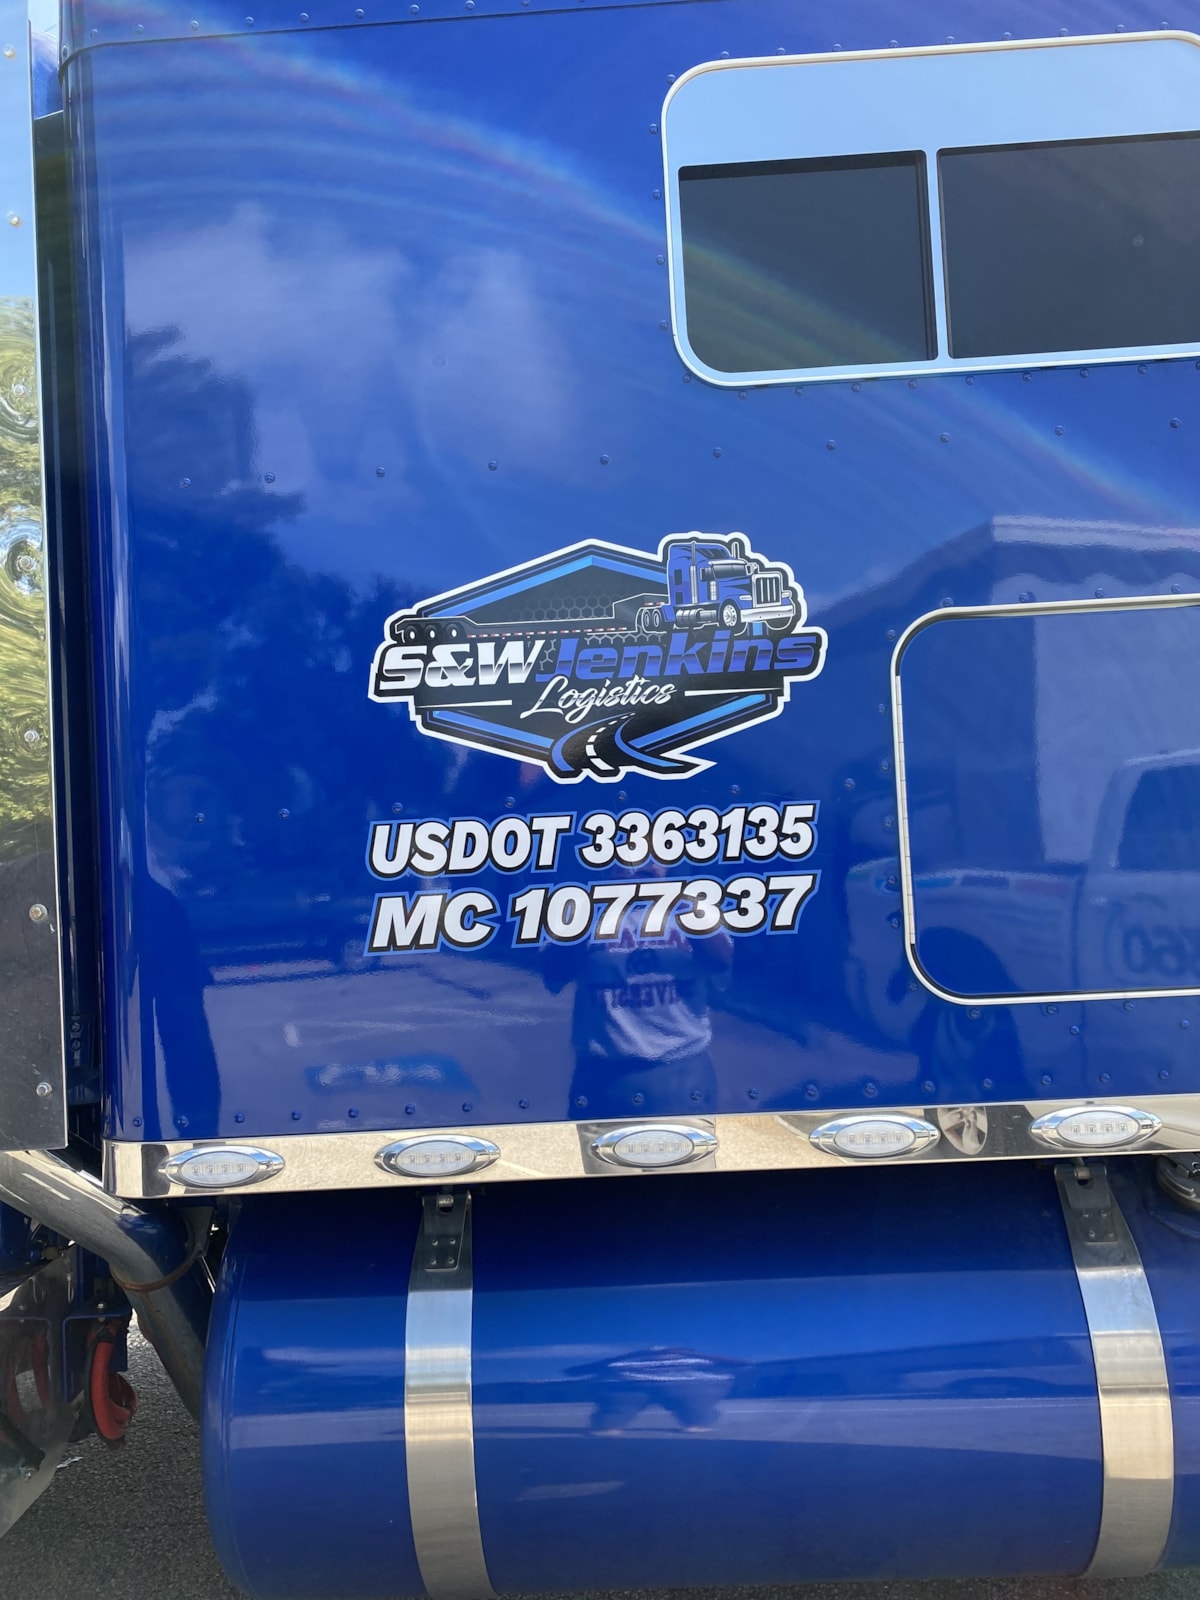 S&W Jenkins
Logistics
USDOT 3363135
MC 1077337